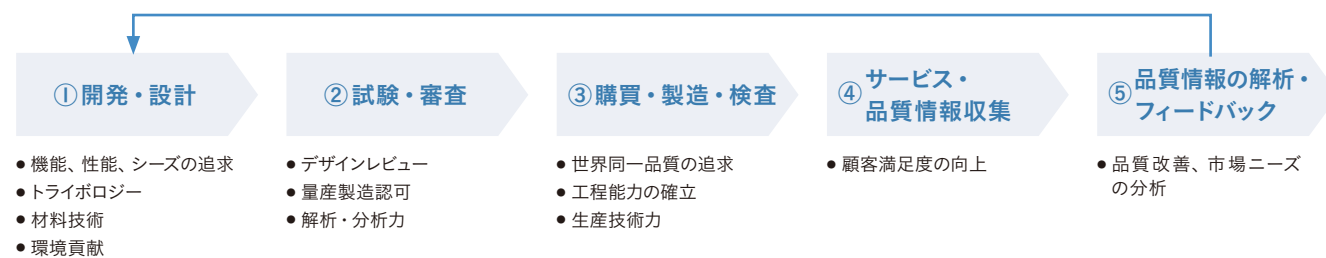 ①開発・設計
• 機能、性能、シーズの追求
• トライボロジー
• 材料技術
• 環境貢献
②試験・審査
• デザインレビュー
• 量産製造認可
• 解析・分析力
③購買・製造・検査
• 世界同一品質の追求
• 工程能力の確立
• 生産技術力
④サービス・
品質情報収集
• 顧客満足度の向上
⑤品質情報の解析・
フィードバック
• 品質改善、市場ニーズ
の分析